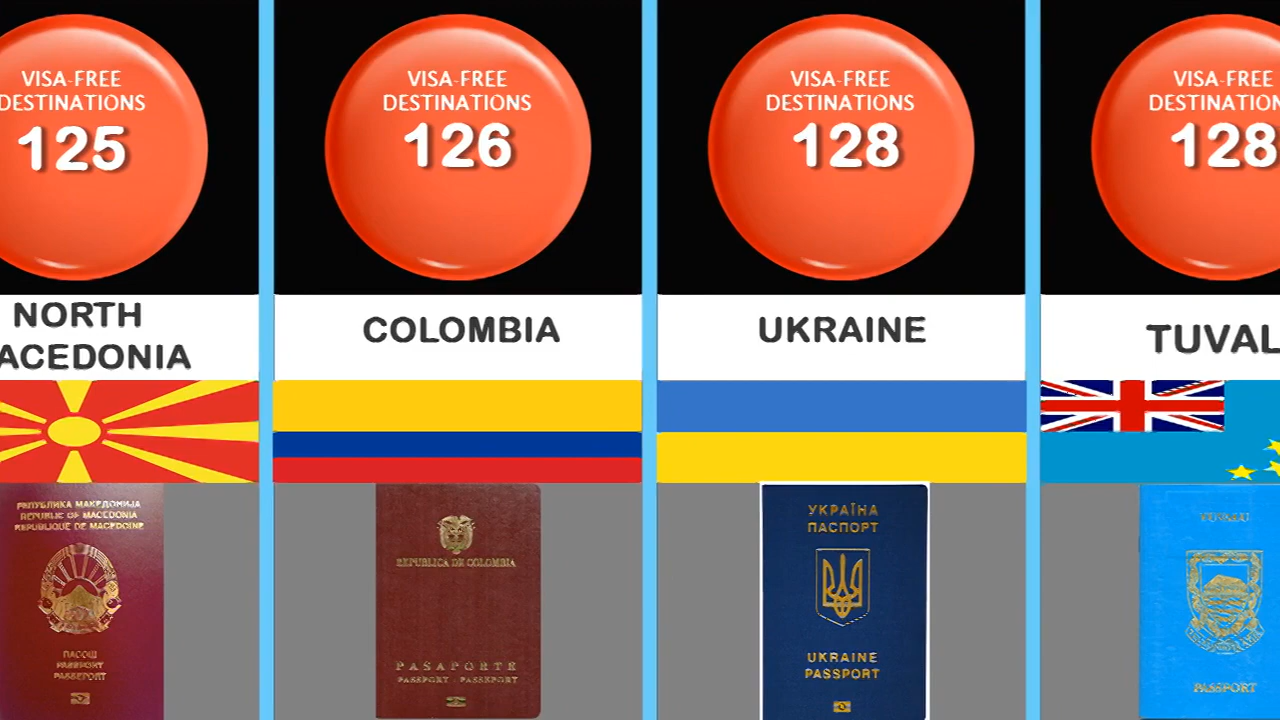 VISA-FREE
DESTINATIONS
125
NORTH
ACEDONIA
РЕПУБЛИКА МАКЕДОНИЈА
REPUBLIC OF MACEDONIA
REPUBLIQUE DE MACEDOINE
ПАСОШ
PASSPORT
PASSEPORT
VISA-FREE
DESTINATIONS
126
COLOMBIA
REPUBLICA DE COLOMBIA
PASAPORTE
PASSPORT - PASSEPORT
VISA-FREE
DESTINATIONS
128
UKRAINE
УКРАЇНА
ПАСПОРТ
UKRAINE
PASSPORT
VISA-FREE
DESTINATION
128
TUVAL
TUVALU
PASSPORT